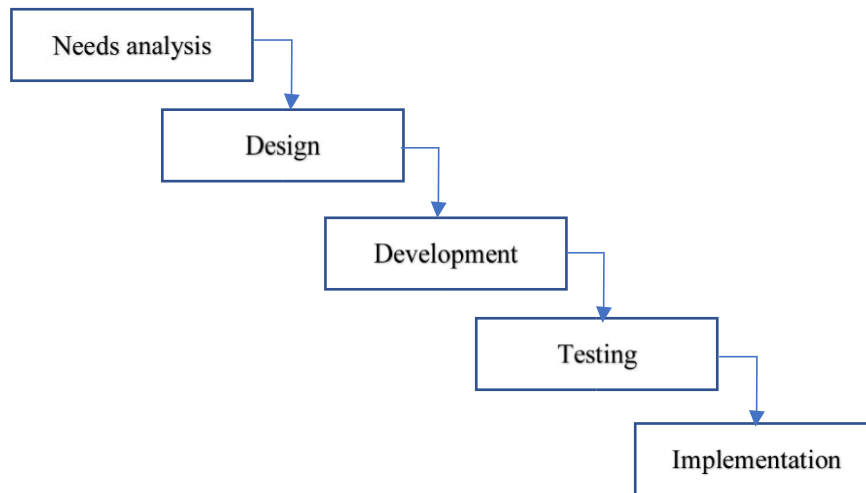 Needs analysis
Design
Development
Testing
Implementation